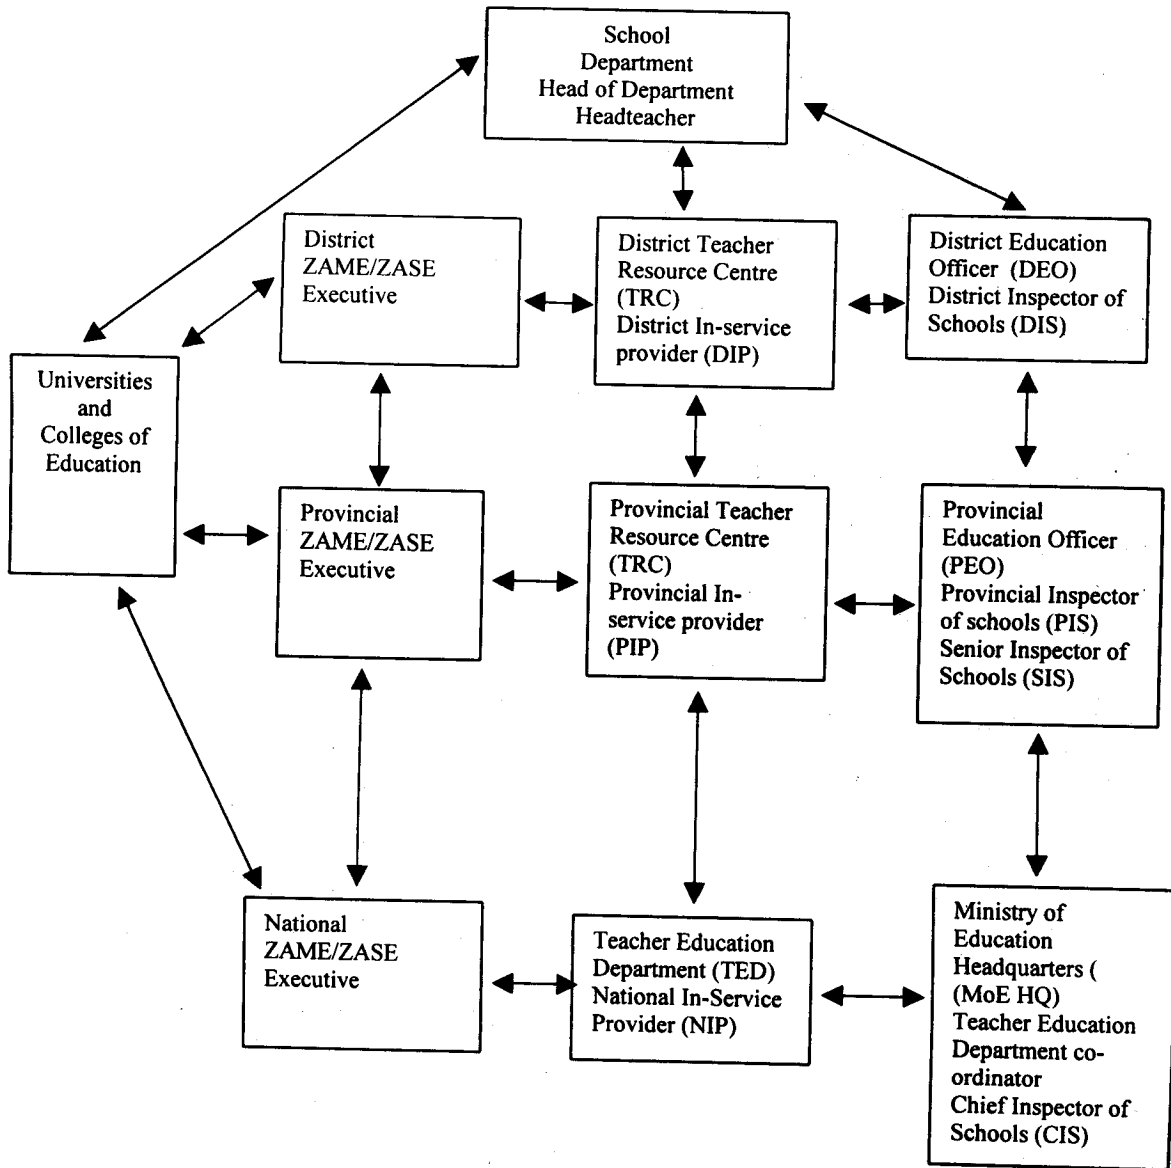 School
Department
Head of Department
Headteacher
District
ZAME/ZASE
Executive
District Teacher
Resource Centre
(TRC)
District In-service
provider (DIP)
District Education
Officer (DEO)
District Inspector of
Schools (DIS)
Universities
and
Colleges of
Education
Provincial
ZAME/ZASE
Executive
Provincial Teacher
Resource Centre
(TRC)
Provincial In-
service provider
(PIP)
Provincial
Education Officer
(PEO)
Provincial Inspector
of schools (PIS)
Senior Inspector of
Schools (SIS)
National
ZAME/ZASE
Executive
Teacher Education
Department (TED)
National In-Service
Provider (NIP)
Ministry of
Education
Headquarters (
(MoE HQ)
Teacher Education
Department co-
ordinator
Chief Inspector of
Schools (CIS)